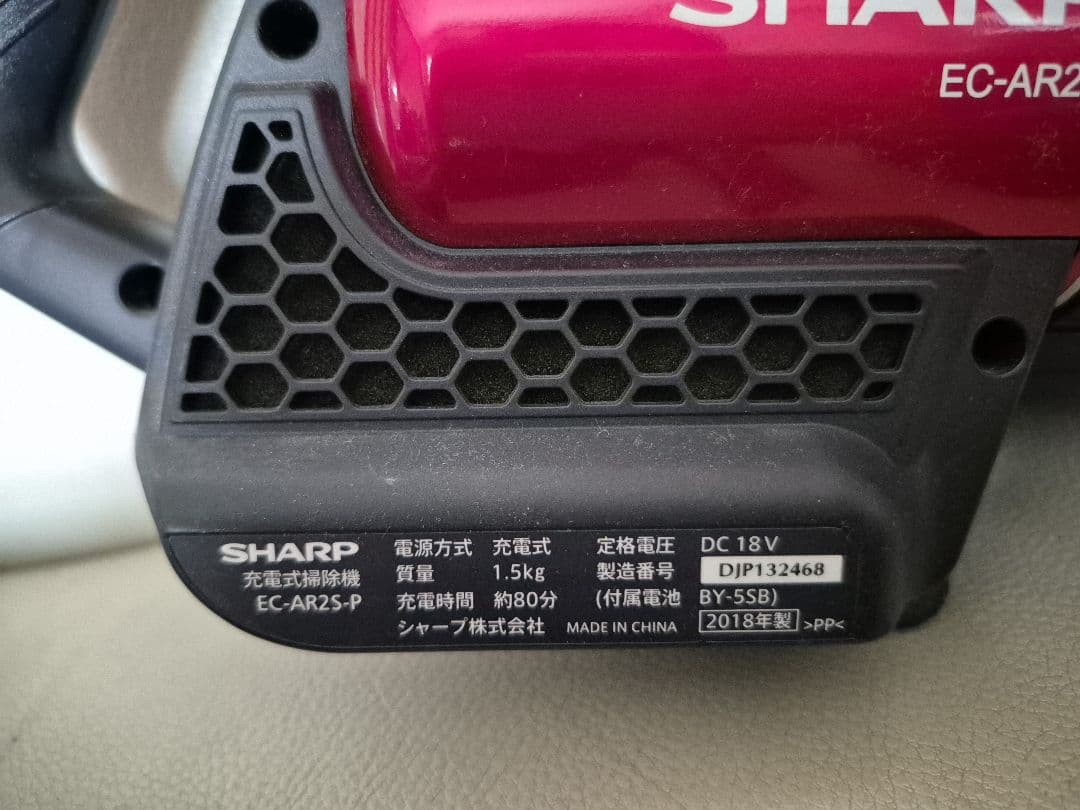 SHARP
EC-AR2
SHARP
充電式掃除機
EC-AR2S-P
電源方式 充電式 定格電圧 DC 18V
質量 1.5kg 製造番号 DJP132468
充電時間 約80分 (付属電池 BY-5SB)
シャープ株式会社 MADE IN CHINA 2018年製 >PP<